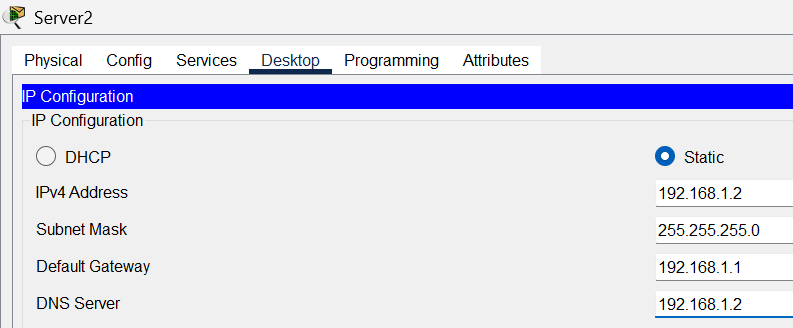 Server2
Physical Config Services Desktop Programming Attributes
IP Configuration
IP Configuration
DHCP Static
IPv4 Address 192.168.1.2
Subnet Mask 255.255.255.0
Default Gateway 192.168.1.1
DNS Server 192.168.1.2